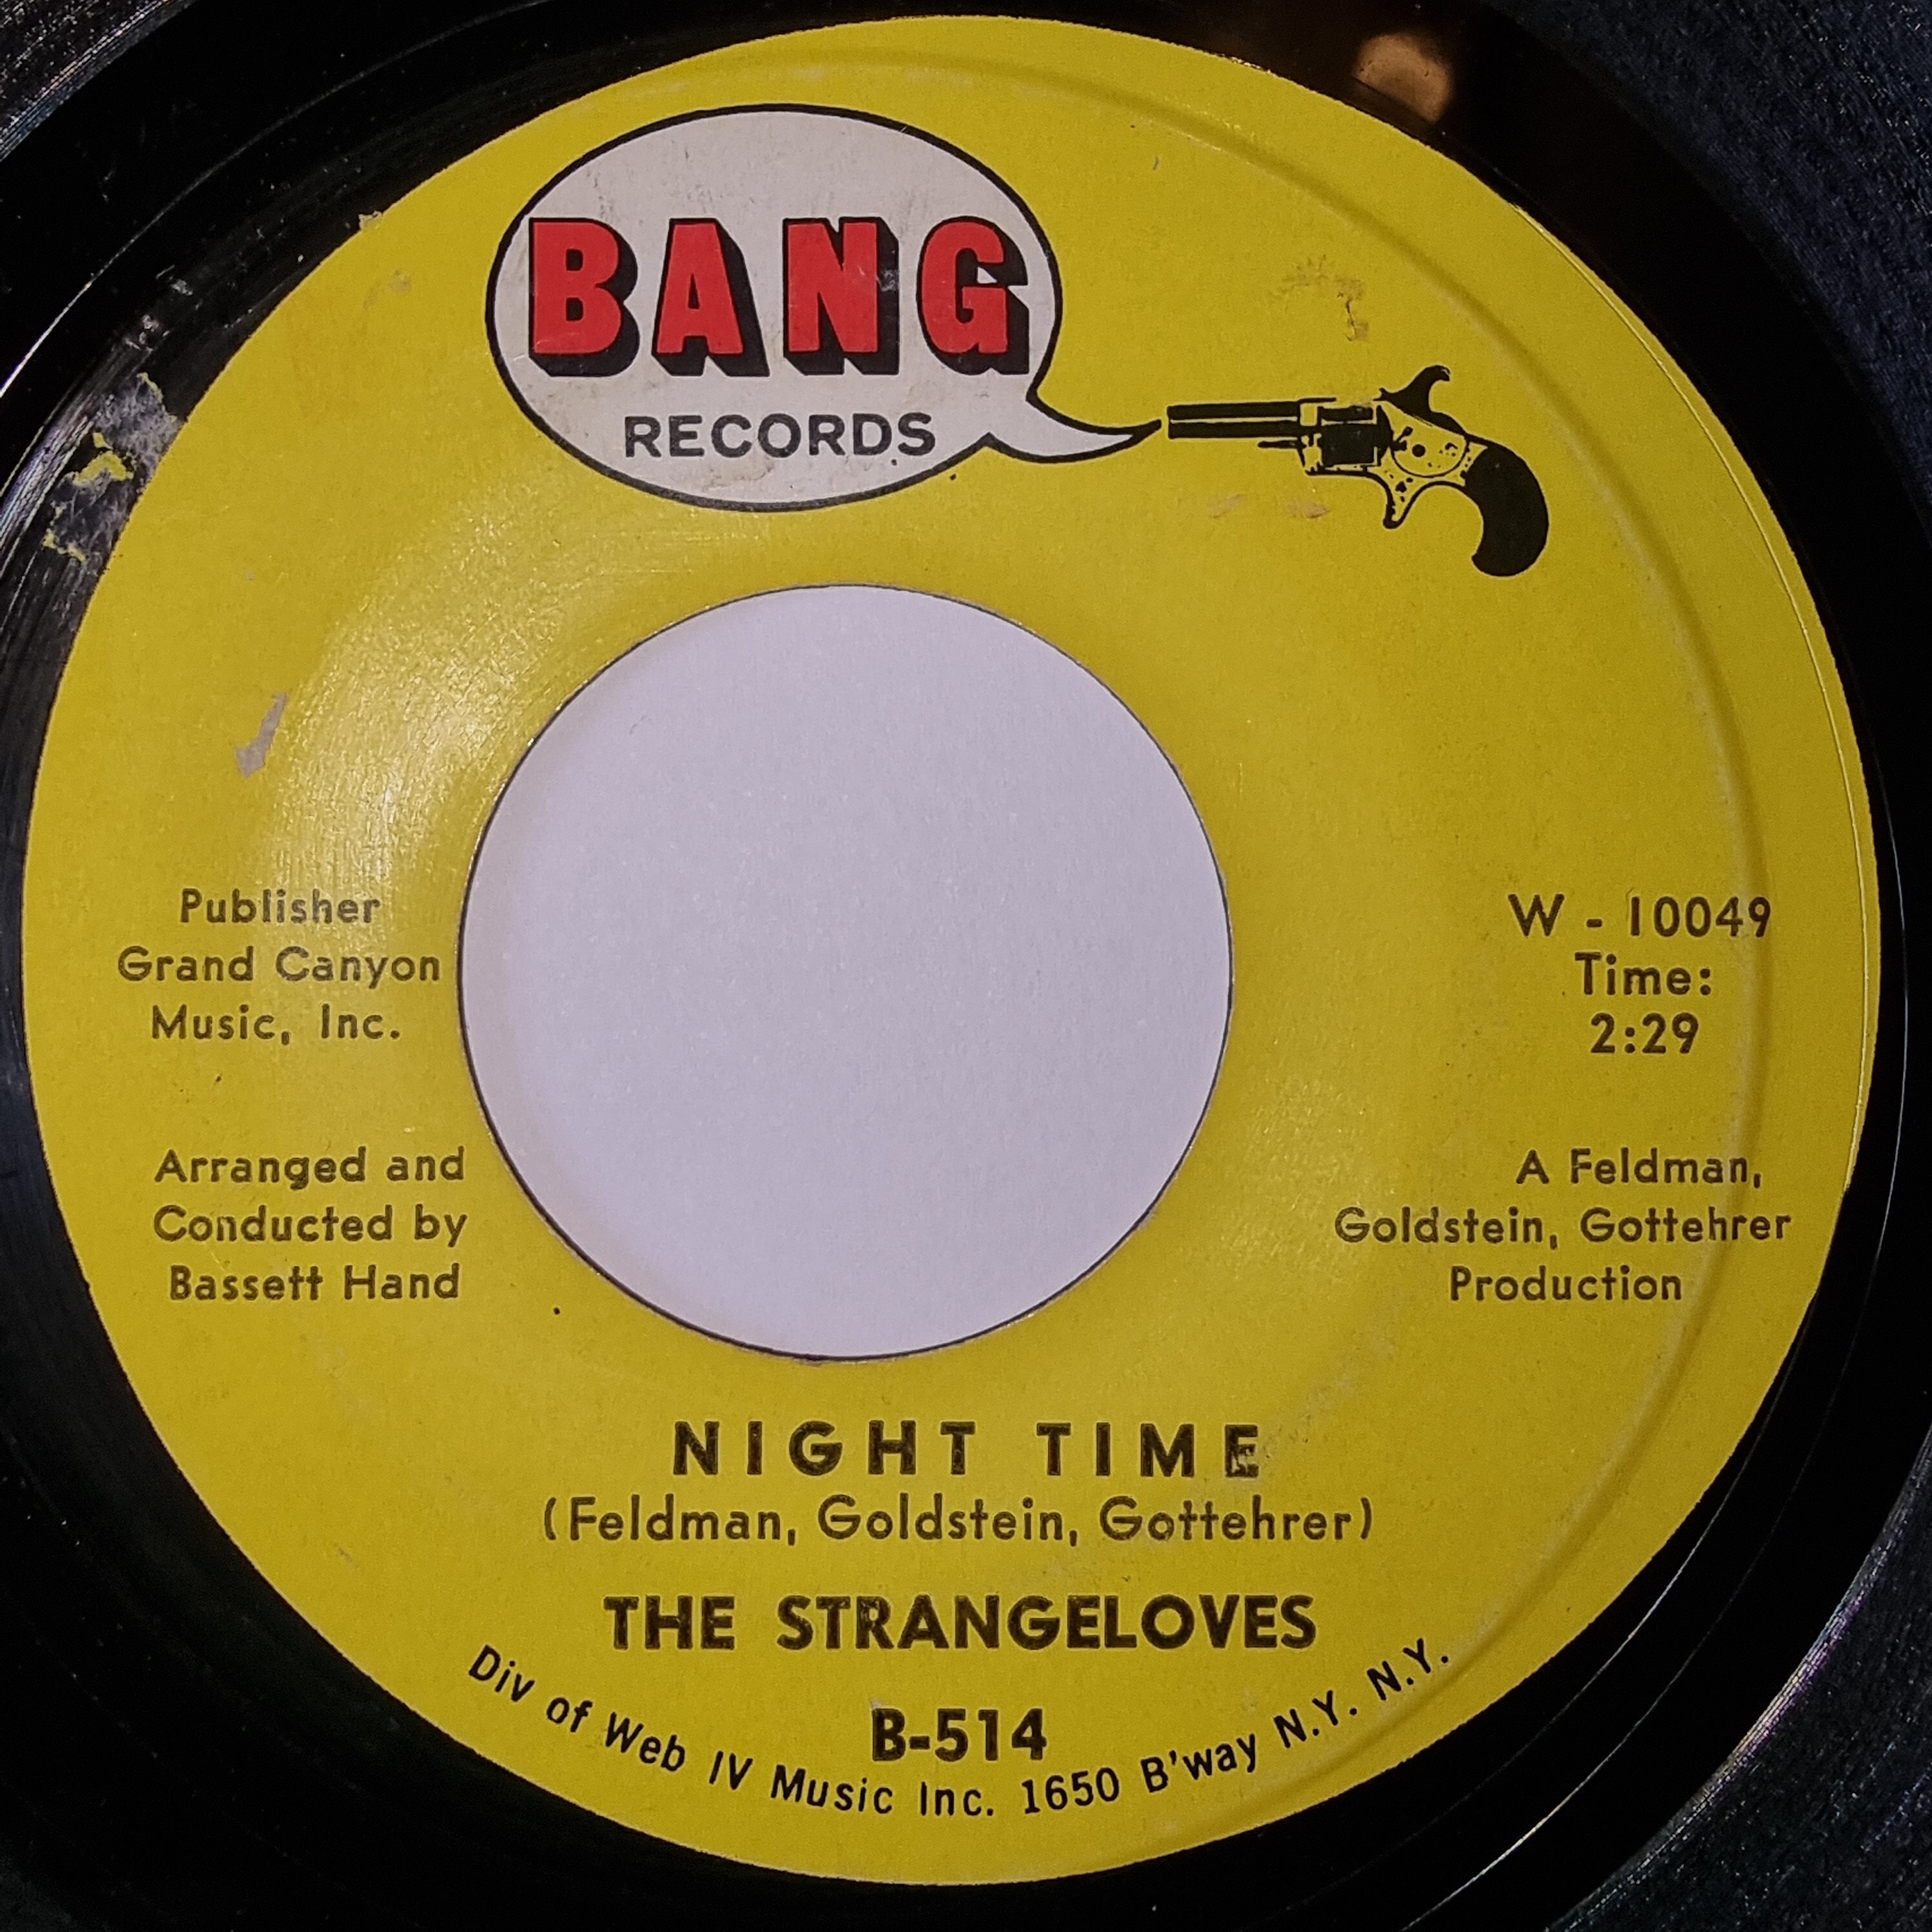 BANG
RECORDS
Publisher
Grand Canyon
Music, Inc.
Arranged and
Conducted by
Bassett Hand
W - 10049
Time:
2:29
A Feldman,
Goldstein, Gottehrer
Production
NIGHT TIME
(Feldman, Goldstein, Gottehrer)
THE STRANGELOVES
B-514
Div of Web IV Music Inc. 1650 B'way N.Y. N.Y.